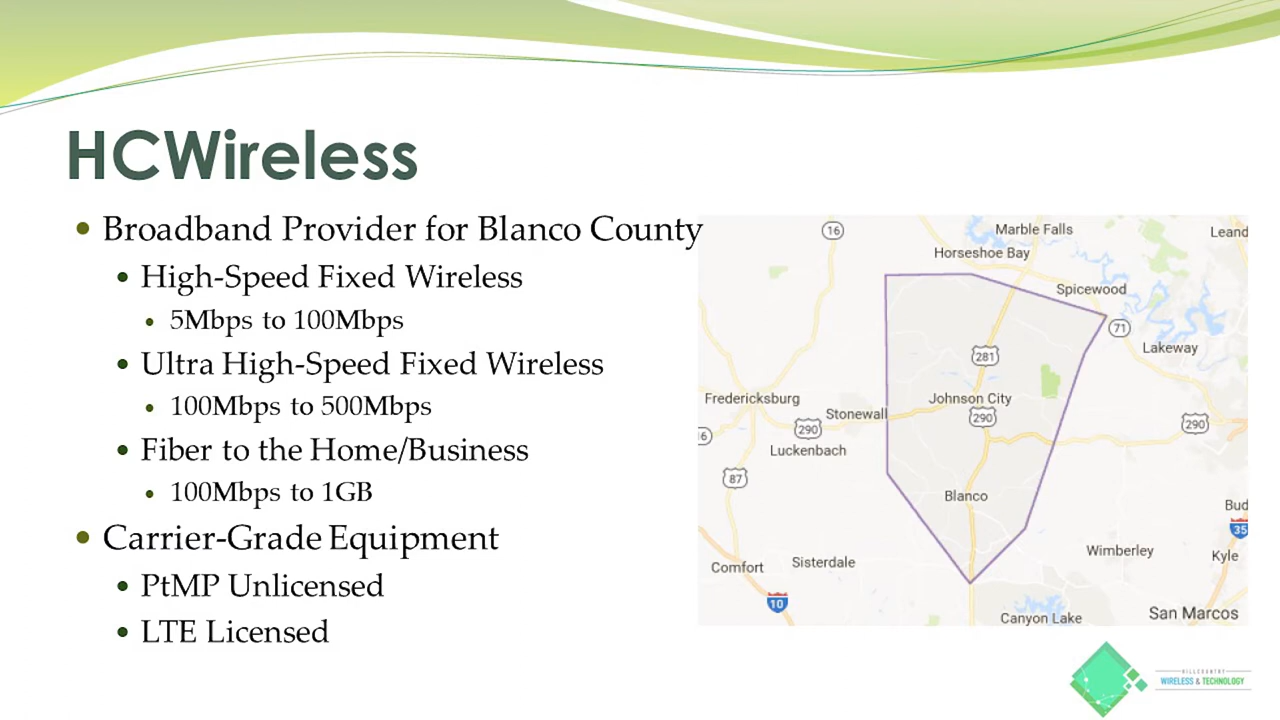 HCWireless
Broadband Provider for Blanco County
High-Speed Fixed Wireless
5Mbps to 100Mbps
Ultra High-Speed Fixed Wireless
100Mbps to 500Mbps
Fiber to the Home/Business
100Mbps to 1GB
Carrier-Grade Equipment
PtMP Unlicensed
LTE Licensed
16
Marble Falls
Leand
Horseshoe Bay
Spicewood
71
Lakeway
281
Fredericksburg
Johnson City
Stonewall
290
290
290
16
Luckenbach
87
Blanco
Bud
35
Wimberley
Kyle
Sisterdale
Comfort
10
San Marcos
Canyon Lake
HILLCOUNTRY
WIRELESS & TECHNOLOGY